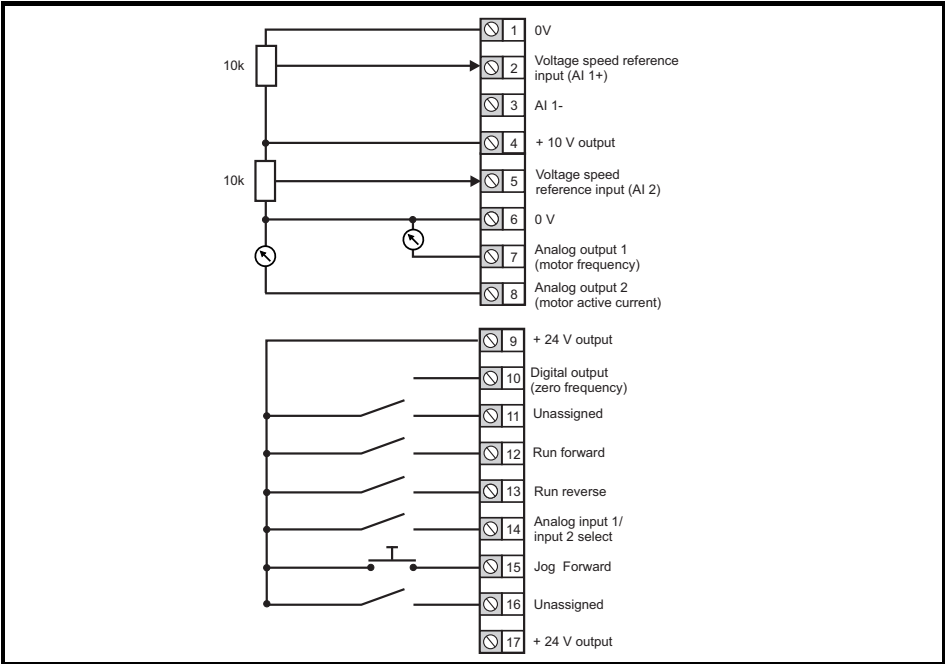 1 0V
10k
2 Voltage speed reference
input (AI 1+)
3 AI 1-
4 + 10 V output
10k
5 Voltage speed
reference input (AI 2)
6 0 V
7 Analog output 1
(motor frequency)
8 Analog output 2
(motor active current)
9 + 24 V output
10 Digital output
(zero frequency)
11 Unassigned
12 Run forward
13 Run reverse
14 Analog input 1/
input 2 select
15 Jog Forward
16 Unassigned
17 + 24 V output